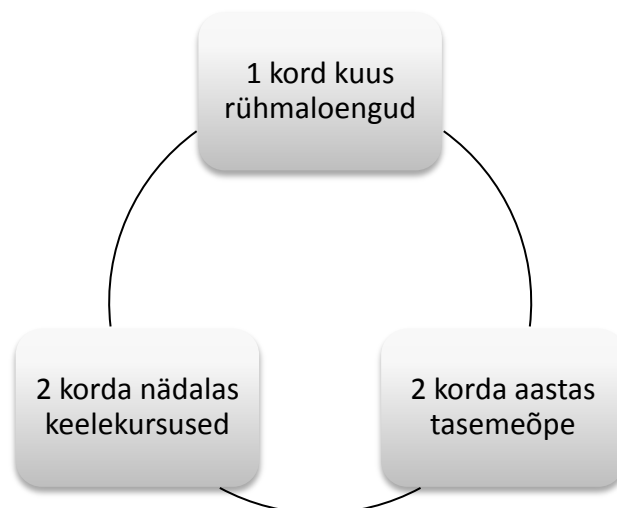 1 kord kuus
rühmaloengud
2 korda nädalas
keelekursused
2 korda aastas
tasemeõpe